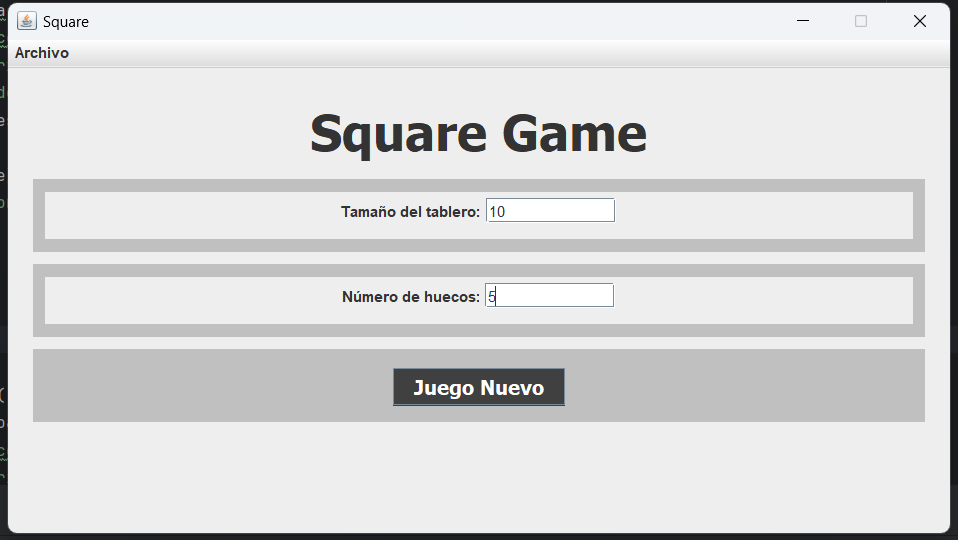 Square
Archivo
Square Game
Tamaño del tablero: 10
Número de huecos: 5
Juego Nuevo